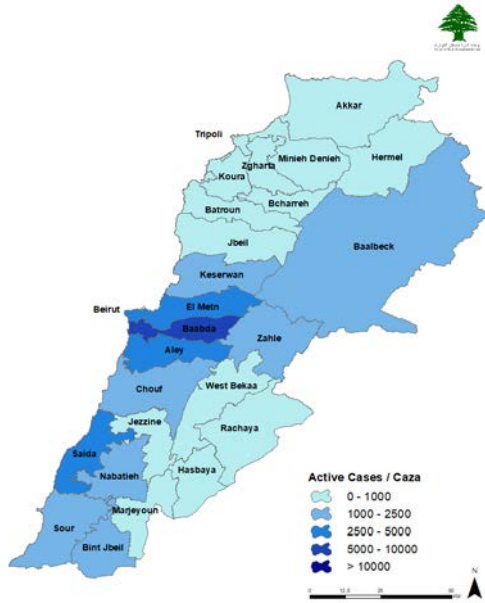 Akkar
Tripoli
Hermel
Minieh Denieh
Zgharta
Koura
Bcharreh
Batroun
Jbeil
Baalbeck
Keserwan
Beirut
El Metn
Baabda
Zahle
Aley
Chouf
West Bekaa
Jezzine
Rachaya
Saida
Nabatieh
Hasbaya
Marjeyoun
Sour
Bint Jbeil
Active Cases / Caza
0 - 1000
1000 - 2500
2500 - 5000
5000 - 10000
> 10000
N